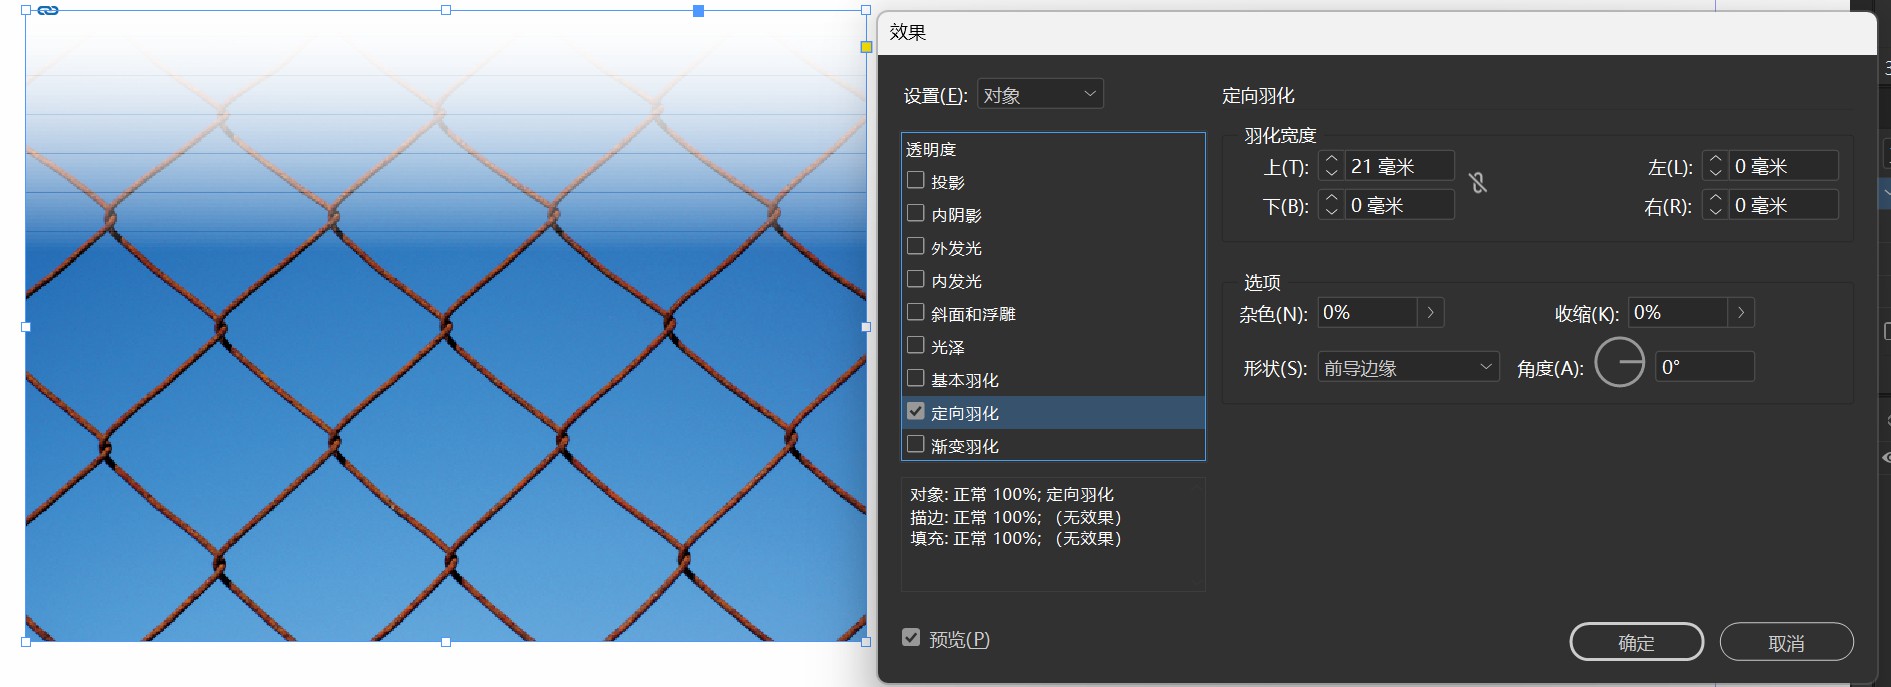 效果
设置(E): 对象
定向羽化
透明度
投影
内阴影
外发光
内发光
斜面和浮雕
光泽
基本羽化
定向羽化
渐变羽化
羽化宽度
上(T): 21 毫米 左(L): 0 毫米
下(B): 0 毫米 右(R): 0 毫米
选项
杂色(N): 0% 收缩(K): 0%
形状(S): 前导边缘 角度(A): 0°
对象: 正常 100%; 定向羽化
描边: 正常 100%; （无效果）
填充: 正常 100%; （无效果）
预览(P)
确定 取消